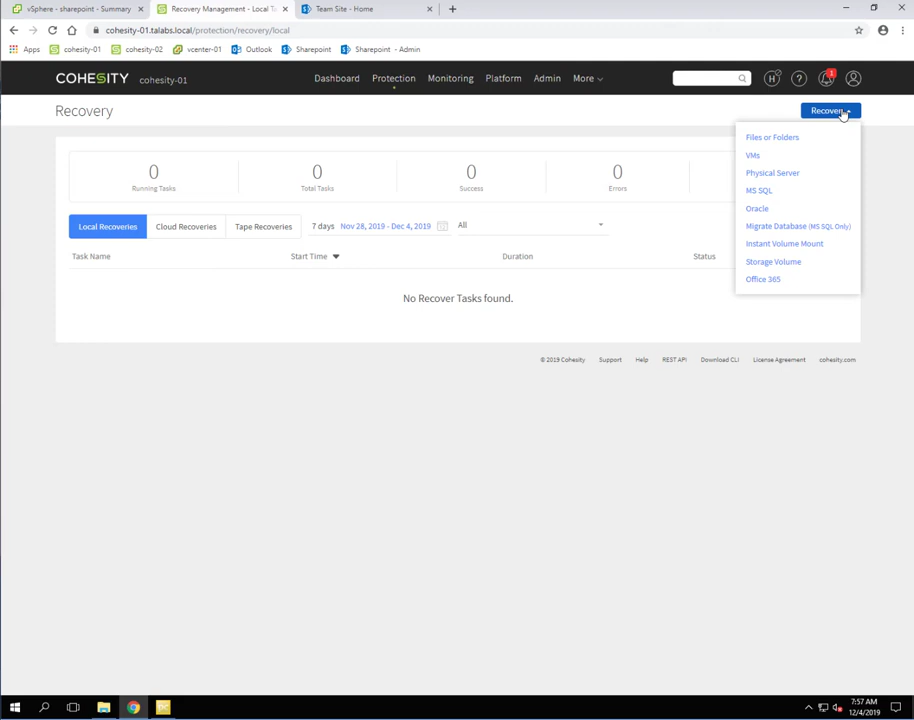 vSphere - sharepoint - Summary
Recovery Management - Local T
Team Site - Home
cohesity-01.talabs.local/protection/recovery/local
Apps
cohesity-01
cohesity-02
vcenter-01
Outlook
Sharepoint
Sharepoint - Admin
COHESITY
cohesity-01
Dashboard
Protection
Monitoring
Platform
Admin
More
H
?
1
Recovery
Recover
Files or Folders
VMs
Physical Server
MS SQL
Oracle
Migrate Database (MS SQL Only)
Instant Volume Mount
Storage Volume
Office 365
0
Running Tasks
0
Total Tasks
0
Success
0
Errors
Local Recoveries
Cloud Recoveries
Tape Recoveries
7 days
Nov 28, 2019 - Dec 4, 2019
All
Task Name
Start Time
Duration
Status
No Recover Tasks found.
© 2019 Cohesity
Support
Help
REST API
Download CLI
License Agreement
cohesity.com
7:57 AM
12/4/2019